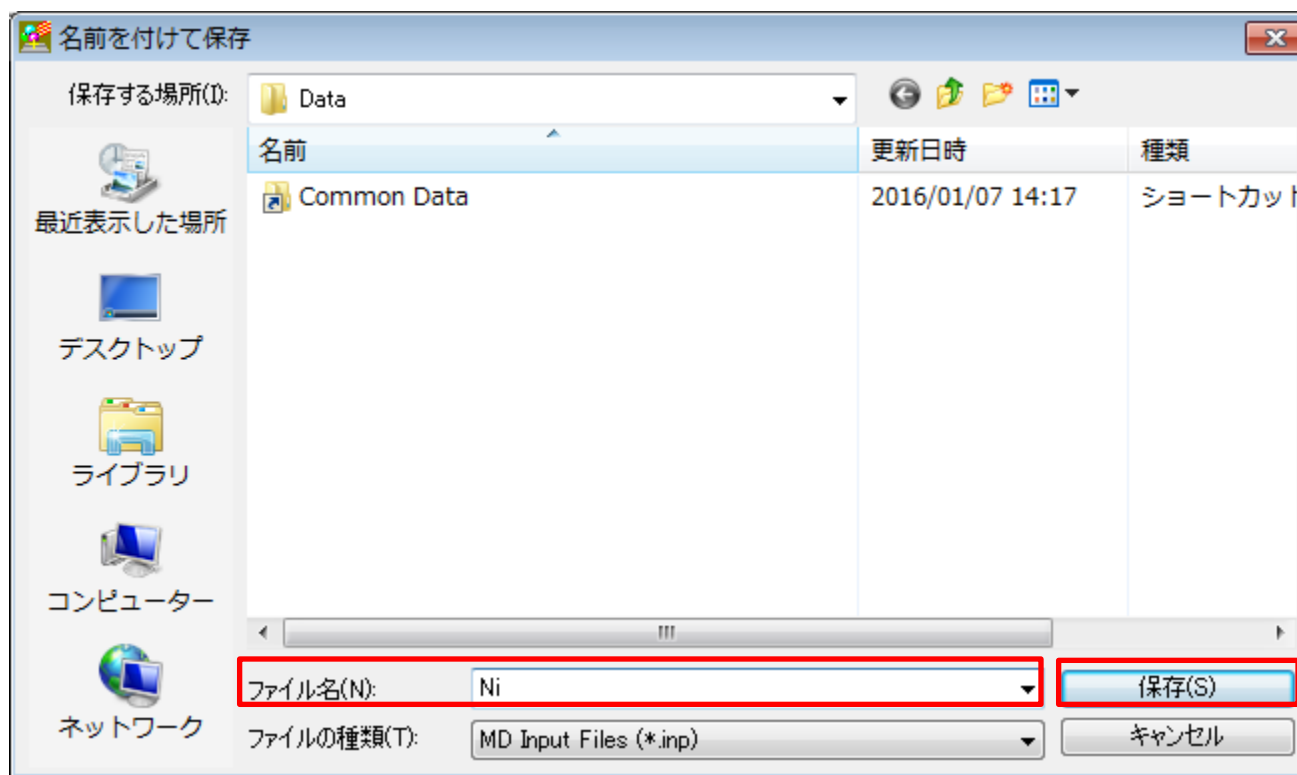 名前を付けて保存
保存する場所(I):
Data
名前
更新日時
種類
Common Data
2016/01/07 14:17
ショートカット
最近表示した場所
デスクトップ
ライブラリ
コンピューター
ネットワーク
ファイル名(N):
Ni
保存(S)
ファイルの種類(T):
MD Input Files (*.inp)
キャンセル